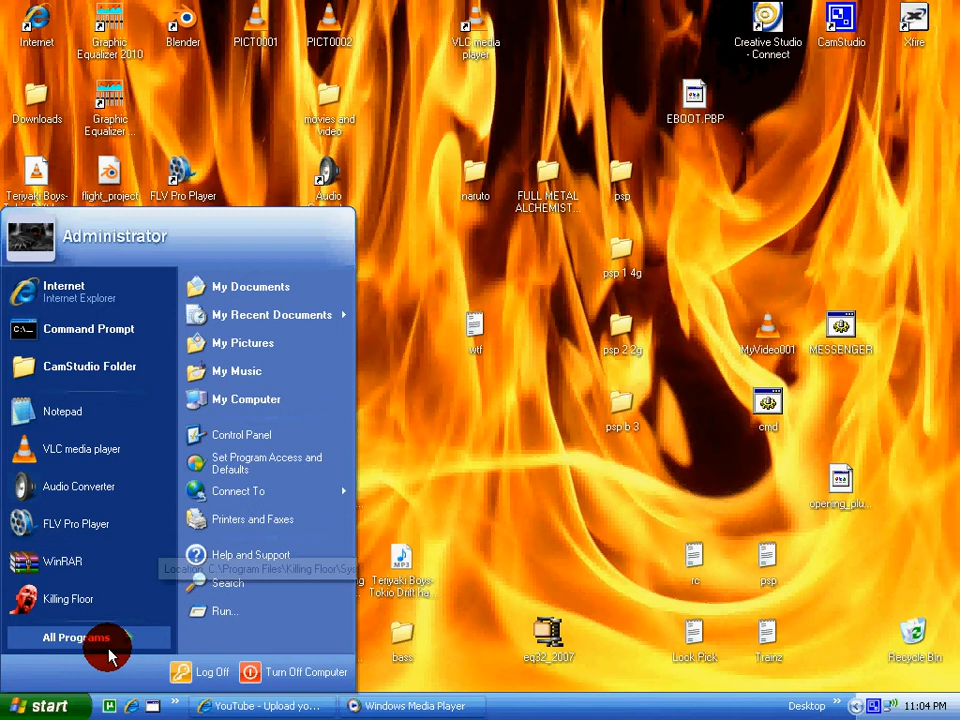 Internet
Graphic
Equalizer 2010
Blender
PICT0001
PICT0002
VLC media
player
Creative Studio
- Connect
CamStudio
Xfire
Downloads
Graphic
Equalizer ...
movies and
video
EBOOT.PBP
Teriyaki Boys-
flight_project
FLV Pro Player
Audio
naruto
FULL METAL
ALCHEMIST...
psp
psp 1 4g
wtf
psp 2 2g
MyVideo001
MESSENGER
psp b 3
cmd
opening_plu...
Teriyaki Boys-
Tokio Drift ha...
rc
psp
bass
eq32_2007
Lock Pick
Trainz
Recycle Bin
Administrator
Internet
Internet Explorer
Command Prompt
CamStudio Folder
Notepad
VLC media player
Audio Converter
FLV Pro Player
WinRAR
Killing Floor
All Programs
My Documents
My Recent Documents
My Pictures
My Music
My Computer
Control Panel
Set Program Access and
Defaults
Connect To
Printers and Faxes
Help and Support
Location: C:\Program Files\Killing Floor\Sys
Search
Run...
Log Off
Turn Off Computer
start
YouTube - Upload yo...
Windows Media Player
Desktop
11:04 PM